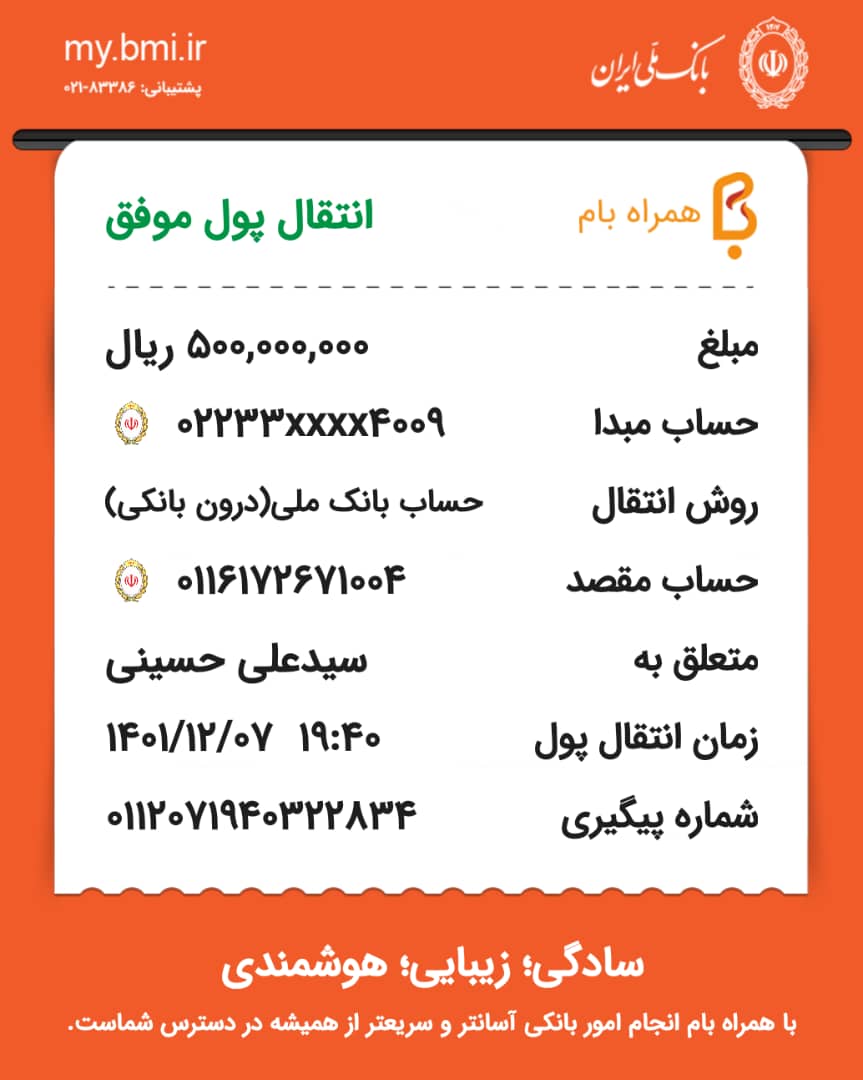 my.bmi.ir
پشتیبانی: ۸۳۳۸۶-۰۲۱
بانک ملی ایران
همراه بام
انتقال پول موفق
مبلغ ۵۰۰,۰۰۰,۰۰۰ ریال
حساب مبدا ۰۲۲۳۳xxxx۴۰۰۹
روش انتقال حساب بانک ملی(درون بانکی)
حساب مقصد ۰۱۱۶۱۷۲۶۷۱۰۰۴
متعلق به سیدعلی حسینی
زمان انتقال پول ۱۴۰۱/۱۲/۰۷ ۱۹:۴۰
شماره پیگیری ۰۱۱۲۰۷۱۹۴۰۳۲۲۸۳۴
سادگی؛ زیبایی؛ هوشمندی
با همراه بام انجام امور بانکی آسانتر و سریعتر از همیشه در دسترس شماست.